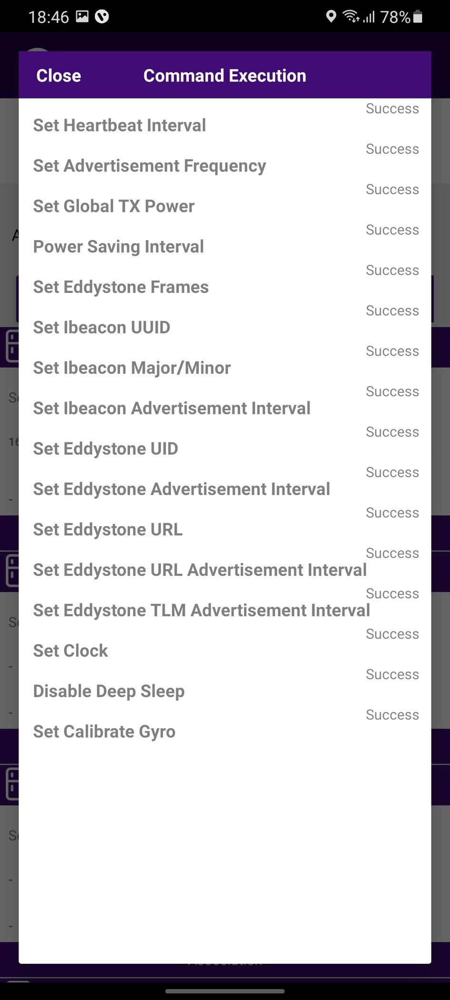 18:46
78%
Close
Command Execution
Success
Set Heartbeat Interval
Success
Set Advertisement Frequency
Success
Set Global TX Power
Success
Power Saving Interval
Success
Set Eddystone Frames
Success
Set Ibeacon UUID
Success
Set Ibeacon Major/Minor
Success
Set Ibeacon Advertisement Interval
Success
Set Eddystone UID
Success
Set Eddystone Advertisement Interval
Success
Set Eddystone URL
Success
Set Eddystone URL Advertisement Interval
Success
Set Eddystone TLM Advertisement Interval
Success
Set Clock
Success
Disable Deep Sleep
Success
Set Calibrate Gyro